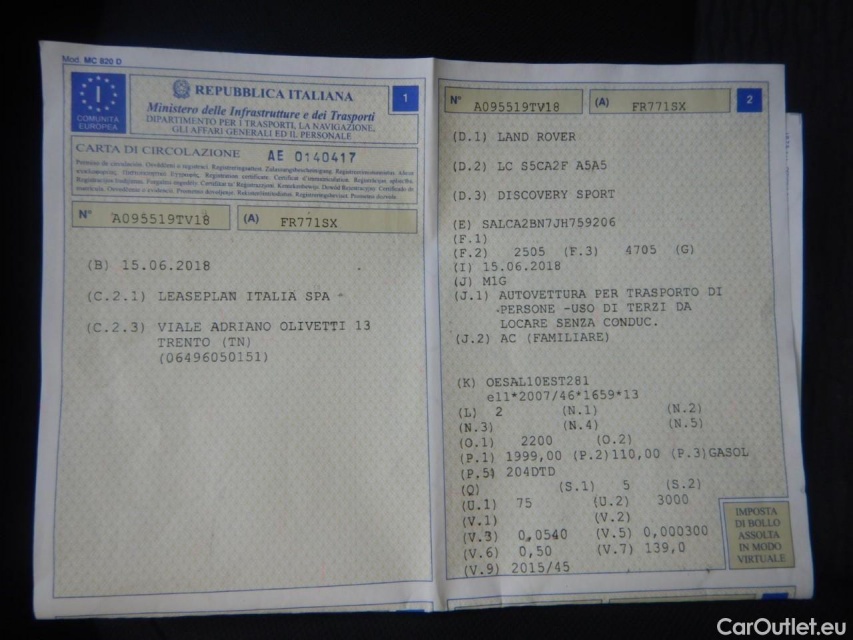 Mod. MC 820 D
COMUNITÀ
EUROPEA
REPUBBLICA ITALIANA
Ministero delle Infrastrutture e dei Trasporti
DIPARTIMENTO PER I TRASPORTI, LA NAVIGAZIONE,
GLI AFFARI GENERALI ED IL PERSONALE
1
CARTA DI CIRCOLAZIONE AE 0140417
N° A095519TV18 (A) FR771SX
(B) 15.06.2018
(C.2.1) LEASEPLAN ITALIA SPA
(C.2.3) VIALE ADRIANO OLIVETTI 13
TRENTO (TN)
(06496050151)
N° A095519TV18 (A) FR771SX 2
(D.1) LAND ROVER
(D.2) LC S5CA2F A5A5
(D.3) DISCOVERY SPORT
(E) SALCA2BN7JH759206
(F.1)
(F.2) 2505 (F.3) 4705 (G)
(I) 15.06.2018
(J) M1G
(J.1) AUTOVETTURA PER TRASPORTO DI
PERSONE -USO DI TERZI DA
LOCARE SENZA CONDUC.
(J.2) AC (FAMILIARE)
(K) OESAL10EST281
e11*2007/46*1659*13
(L) 2 (N.1) (N.2)
(N.3) (N.4) (N.5)
(O.1) 2200 (O.2)
(P.1) 1999,00 (P.2)110,00 (P.3)GASOL
(P.5) 204DTD
(Q) (S.1) 5 (S.2)
(U.1) 75 (U.2) 3000
(V.1) (V.2)
(V.3) 0,0540 (V.5) 0,000300
(V.6) 0,50 (V.7) 139,0
(V.9) 2015/45
IMPOSTA
DI BOLLO
ASSOLTA
IN MODO
VIRTUALE
CarOutlet.eu